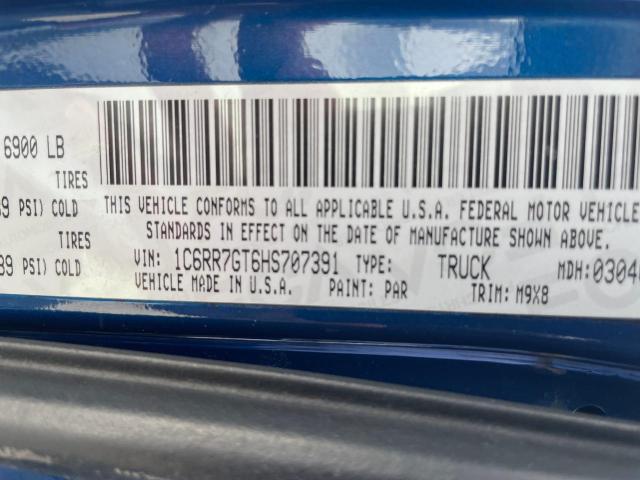 6900 LB
TIRES
THIS VEHICLE CONFORMS TO ALL APPLICABLE U.S.A. FEDERAL MOTOR VEHICLE
PSI) COLD
STANDARDS IN EFFECT ON THE DATE OF MANUFACTURE SHOWN ABOVE.
TIRES
VIN: 1C6RR7GT6HS707391 TYPE: TRUCK MDH:0304
89 PSI) COLD
VEHICLE MADE IN U.S.A. PAINT: PAR TRIM: M9X8